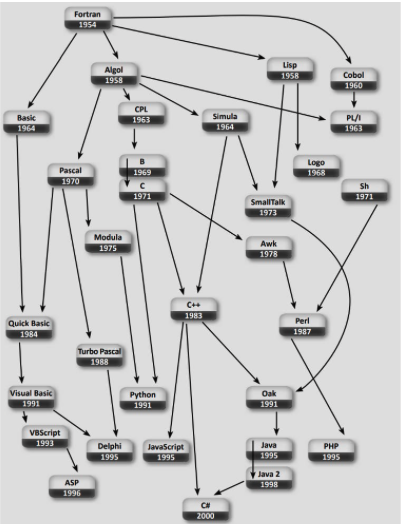 Fortran
1954
Algol
1958
Lisp
1958
Cobol
1960
Basic
1964
CPL
1963
Simula
1964
PL/I
1963
B
1969
Logo
1968
Pascal
1970
C
1971
Sh
1971
SmallTalk
1973
Modula
1975
Awk
1978
C++
1983
Perl
1987
Quick Basic
1984
Turbo Pascal
1988
Visual Basic
1991
Python
1991
Oak
1991
VBScript
1993
Delphi
1995
JavaScript
1995
Java
1995
PHP
1995
ASP
1996
Java 2
1998
C#
2000